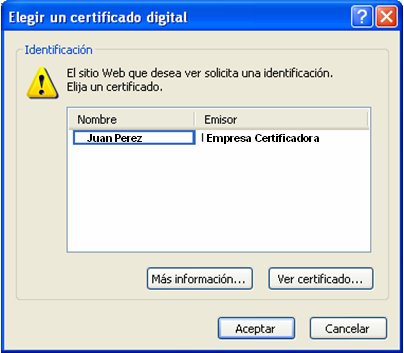 Elegir un certificado digital
Identificación
El sitio Web que desea ver solicita una identificación.
Elija un certificado.
Nombre Emisor
Juan Perez Empresa Certificadora
Más información... Ver certificado...
Aceptar Cancelar